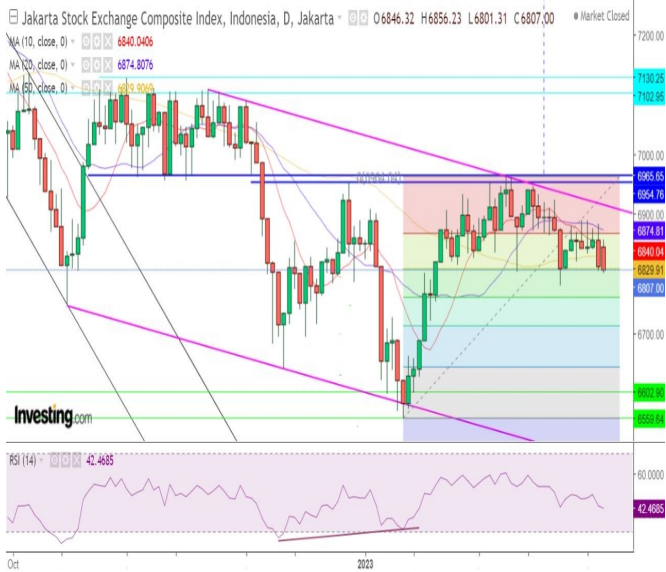 Jakarta Stock Exchange Composite Index, Indonesia, D, Jakarta O6846.32 H6856.23 L6801.31 C6807.00 Market Closed
MA (10, close, 0) 6840.0406
MA (20, close, 0) 6874.8076
MA (50, close, 0) 6829.9060
7200.00
7130.25
7102.95
7000.00
6965.65
6954.76
6900.00
6874.81
6840.04
6829.91
6807.00
6700.00
6602.90
6559.64
Investing.com
RSI (14) 42.4685
60.0000
42.4685
Oct 2023